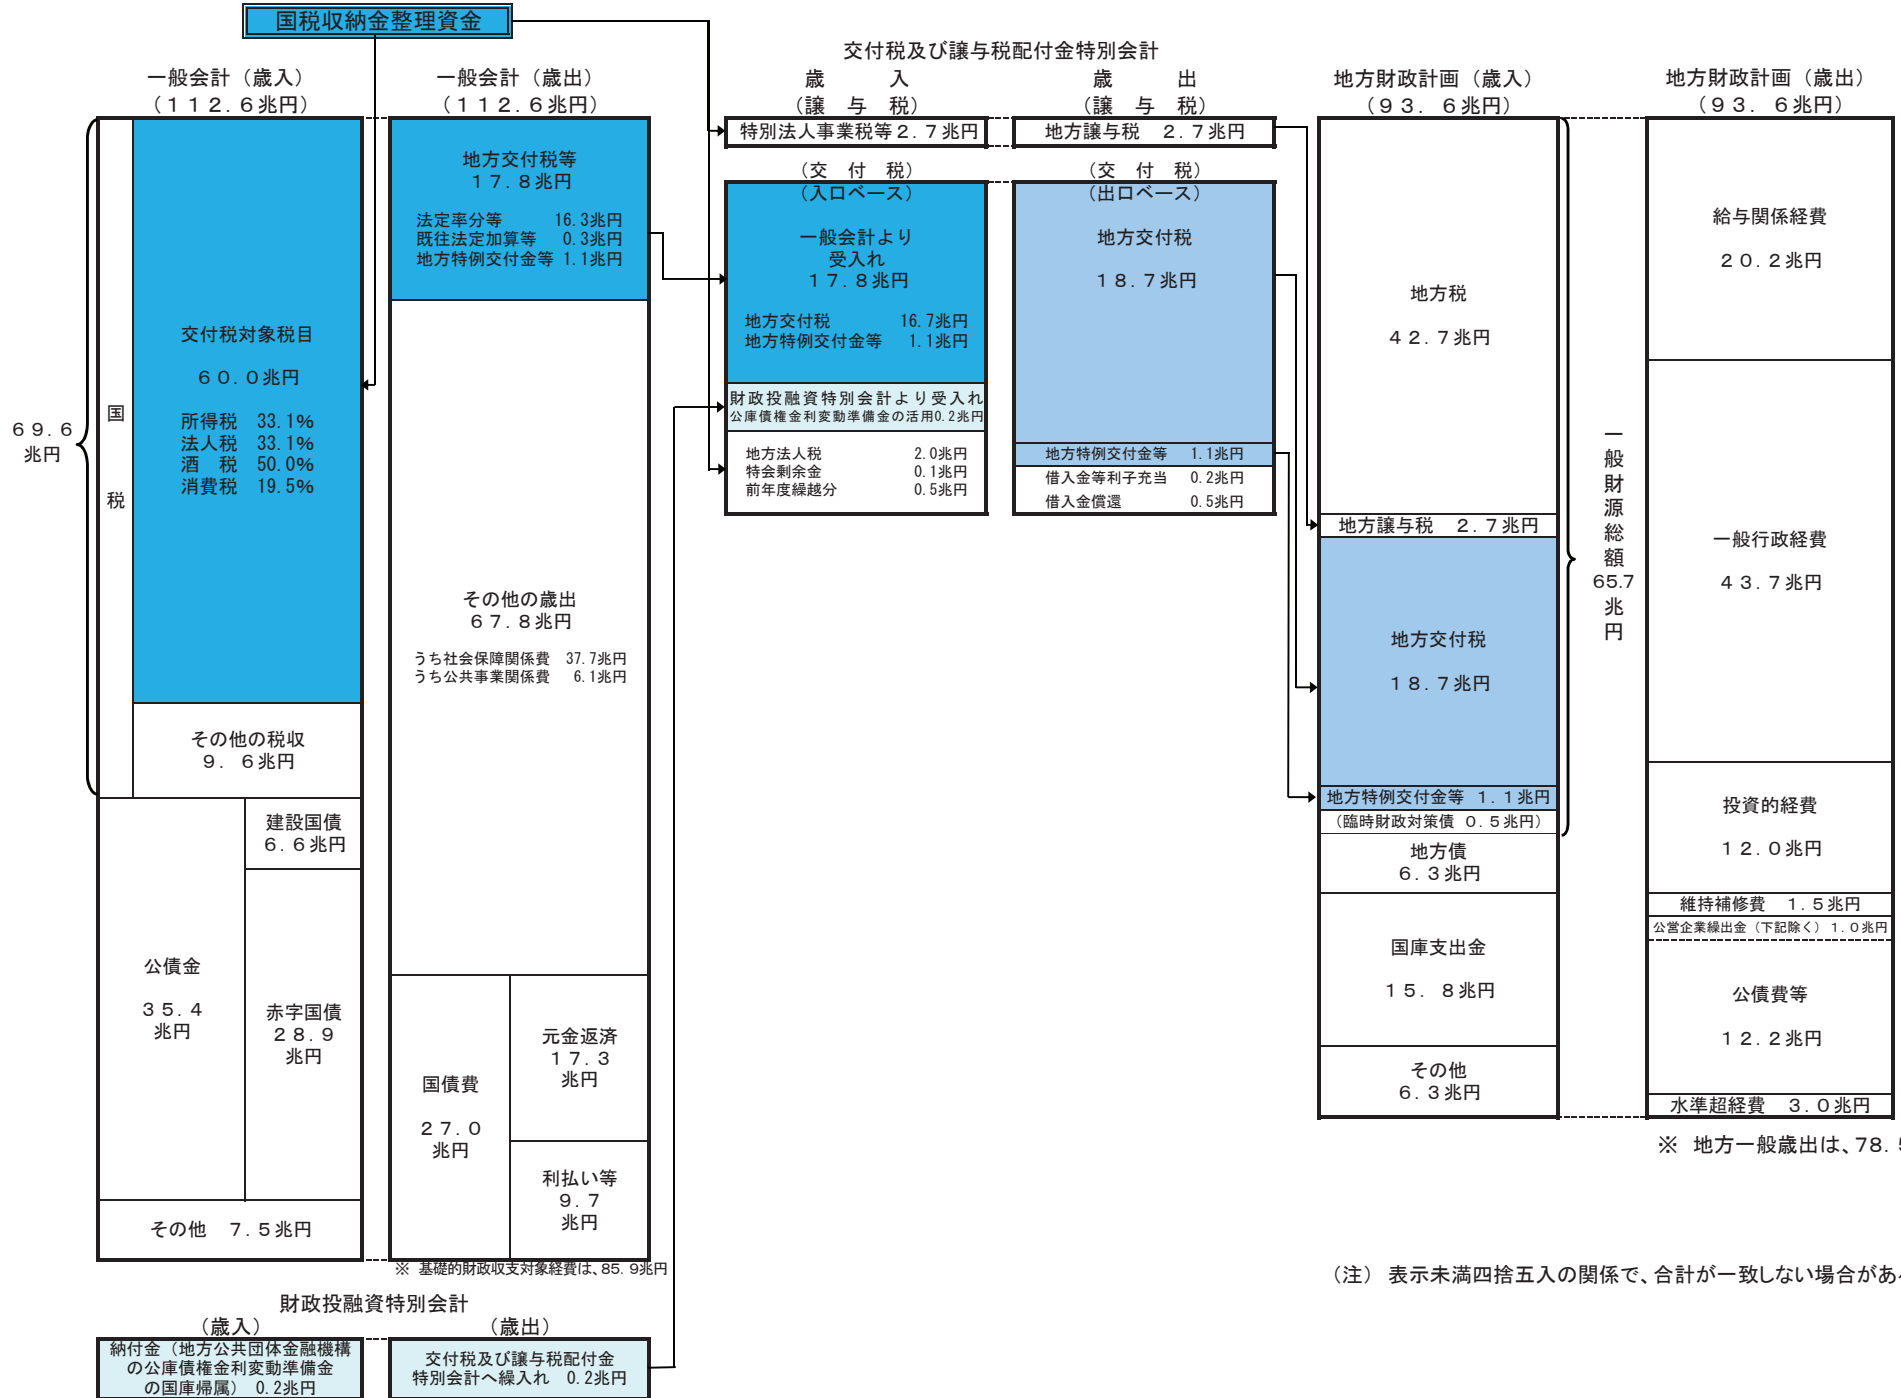 国税収納金整理資金
一般会計（歳入）
（１１２.６兆円）
69.6
兆円
国
税
交付税対象税目
６０.０兆円
所得税 33.1%
法人税 33.1%
酒　税 50.0%
消費税 19.5%
その他の税収
９.６兆円
公債金
３５.４
兆円
建設国債
６.６兆円
赤字国債
２８.９
兆円
その他　７.５兆円
一般会計（歳出）
（１１２.６兆円）
地方交付税等
１７.８兆円
法定率分等 16.3兆円
既往法定加算等 0.3兆円
地方特例交付金等 1.1兆円
その他の歳出
６７.８兆円
うち社会保障関係費 37.7兆円
うち公共事業関係費 6.1兆円
国債費
２７.０
兆円
元金返済
１７.３
兆円
利払い等
９.７
兆円
※ 基礎的財政収支対象経費は、85.9兆円
財政投融資特別会計
（歳入）
納付金（地方公共団体金融機構
の公庫債権金利変動準備金
の国庫帰属） 0.2兆円
（歳出）
交付税及び譲与税配付金
特別会計へ繰入れ 0.2兆円
交付税及び譲与税配付金特別会計
歳　　入
（譲　与　税）
特別法人事業税等２.７兆円
（交　付　税）
（入口ベース）
一般会計より
受入れ
１７.８兆円
地方交付税 16.7兆円
地方特例交付金等 1.1兆円
財政投融資特別会計より受入れ
公庫債権金利変動準備金の活用0.2兆円
地方法人税 2.0兆円
特会剰余金 0.1兆円
前年度繰越分 0.5兆円
歳　　出
（譲　与　税）
地方譲与税　２.７兆円
（交　付　税）
（出口ベース）
地方交付税
１８.７兆円
地方特例交付金等 1.1兆円
借入金等利子充当 0.2兆円
借入金償還 0.5兆円
地方財政計画（歳入）
（９３.６兆円）
地方税
４２.７兆円
地方譲与税　２.７兆円
地方交付税
１８.７兆円
地方特例交付金等 １.１兆円
（臨時財政対策債 ０.５兆円）
地方債
６.３兆円
国庫支出金
１５.８兆円
その他
６.３兆円
一般財源総額
65.7
兆円
地方財政計画（歳出）
（９３.６兆円）
給与関係経費
２０.２兆円
一般行政経費
４３.７兆円
投資的経費
１２.０兆円
維持補修費　１.５兆円
公営企業繰出金（下記除く）１.０兆円
公債費等
１２.２兆円
水準超経費　３.０兆円
※ 地方一般歳出は、78.
（注） 表示未満四捨五入の関係で、合計が一致しない場合があ